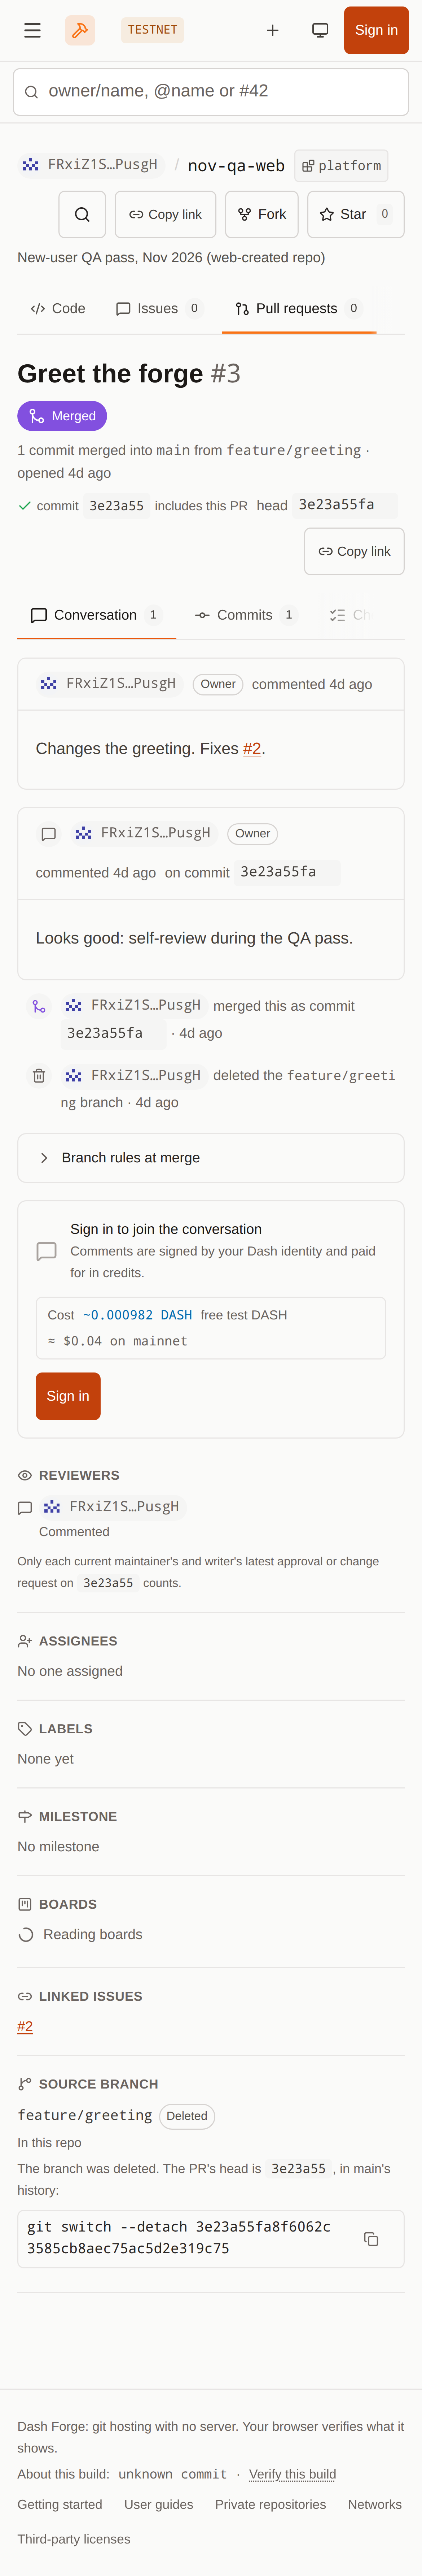 TESTNET
Sign in
owner/name, @name or #42
FRxiZ1S…PusgH / nov-qa-web platform
Copy link Fork Star 0
New-user QA pass, Nov 2026 (web-created repo)
Code Issues 0 Pull requests 0
Greet the forge #3
Merged
1 commit merged into main from feature/greeting ·
opened 4d ago
commit 3e23a55 includes this PR head 3e23a55fa
Copy link
Conversation 1 Commits 1 Ch
FRxiZ1S…PusgH Owner commented 4d ago
Changes the greeting. Fixes #2.
FRxiZ1S…PusgH Owner
commented 4d ago on commit 3e23a55fa
Looks good: self-review during the QA pass.
FRxiZ1S…PusgH merged this as commit
3e23a55fa · 4d ago
FRxiZ1S…PusgH deleted the feature/greeti
ng branch · 4d ago
Branch rules at merge
Sign in to join the conversation
Comments are signed by your Dash identity and paid
for in credits.
Cost ~0.000982 DASH free test DASH
≈ $0.04 on mainnet
Sign in
REVIEWERS
FRxiZ1S…PusgH
Commented
Only each current maintainer's and writer's latest approval or change
request on 3e23a55 counts.
ASSIGNEES
No one assigned
LABELS
None yet
MILESTONE
No milestone
BOARDS
Reading boards
LINKED ISSUES
#2
SOURCE BRANCH
feature/greeting Deleted
In this repo
The branch was deleted. The PR's head is 3e23a55, in main's
history:
git switch --detach 3e23a55fa8f6062c
3585cb8aec75ac5d2e319c75
Dash Forge: git hosting with no server. Your browser verifies what it
shows.
About this build: unknown commit · Verify this build
Getting started User guides Private repositories Networks
Third-party licenses